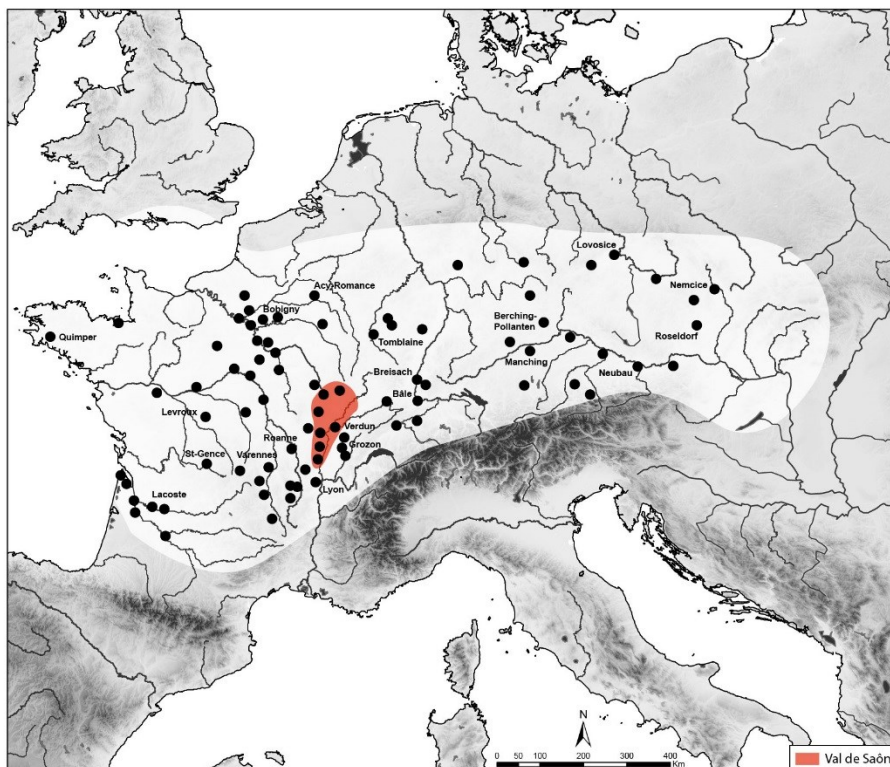 Lovosice
Nemcice
Acy-Romance
Bobigny
Berching-
Pollanten
Roseldorf
Quimper
Tomblaine
Manching
Breisach
Neubau
Bâle
Levroux
Verdun
Roanne
Grozon
St-Gence
Varennes
Lyon
Lacoste
N
0 50 100 200 300 400
Km
Val de Saôn